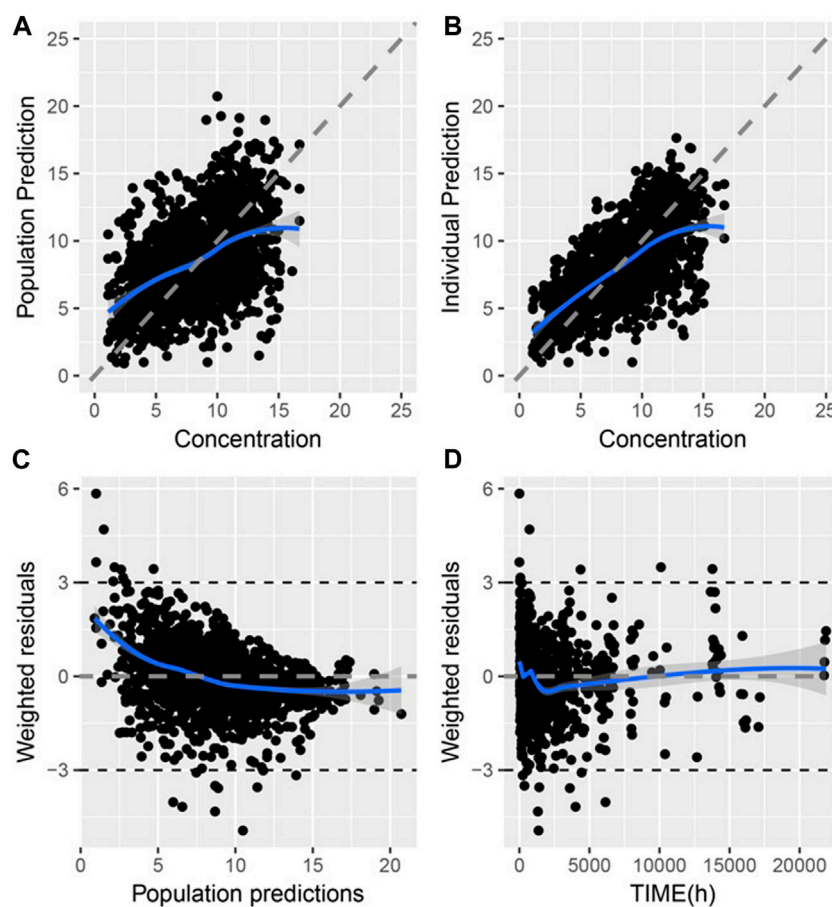 A
Population Prediction
25
20
15
10
5
0
0 5 10 15 20 25
Concentration
B
Individual Prediction
25
20
15
10
5
0
0 5 10 15 20 25
Concentration
C
Weighted residuals
6
3
0
−3
0 5 10 15 20
Population predictions
D
Weighted residuals
6
3
0
−3
0 5000 10000 15000 20000
TIME(h)